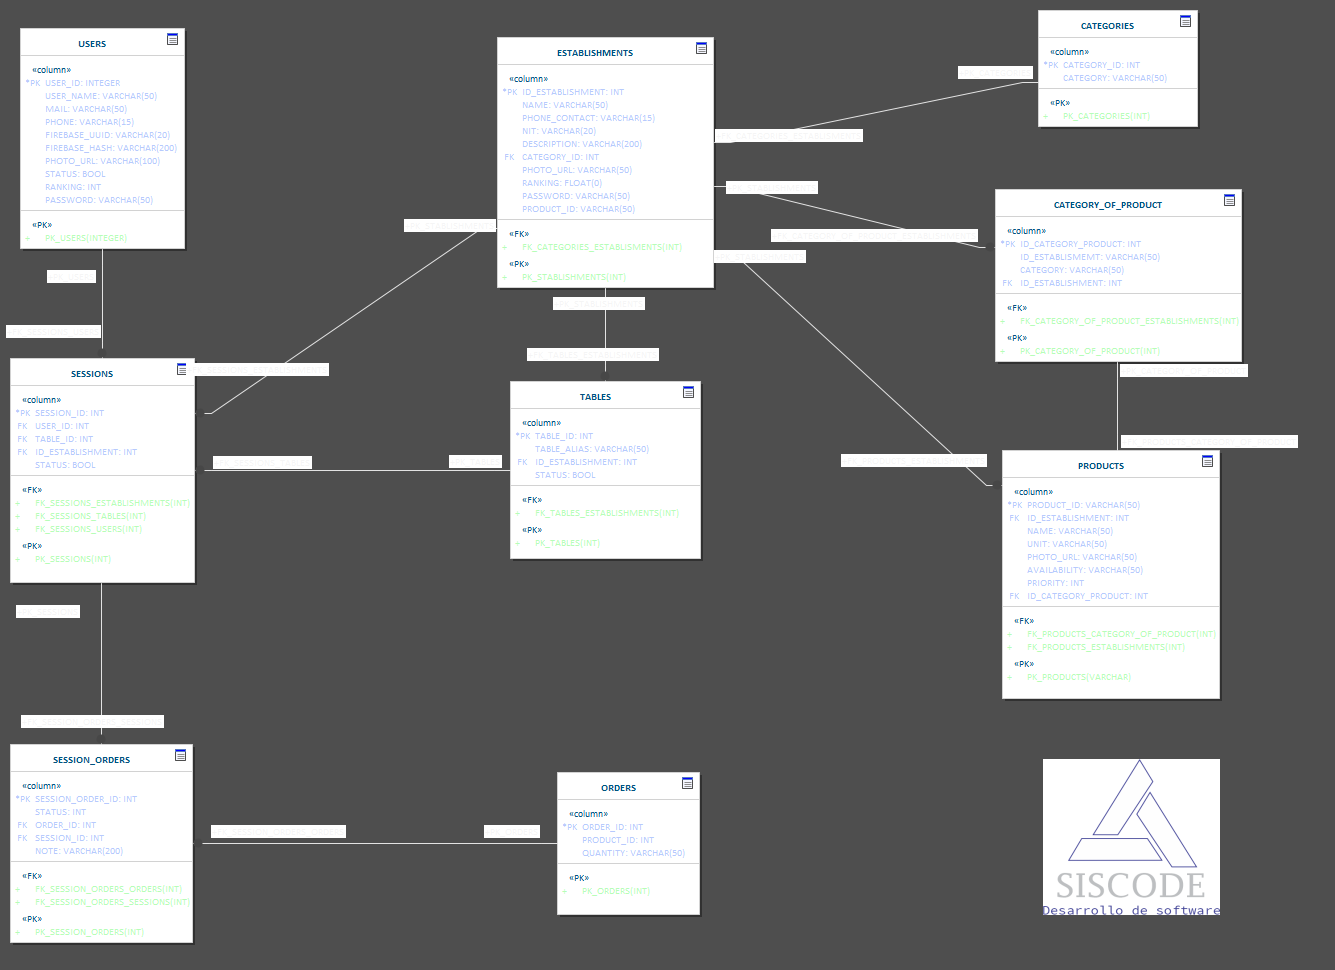 USERS
«column»
*PK USER_ID: INTEGER
USER_NAME: VARCHAR(50)
MAIL: VARCHAR(50)
PHONE: VARCHAR(15)
FIREBASE_UUID: VARCHAR(20)
FIREBASE_HASH: VARCHAR(200)
PHOTO_URL: VARCHAR(100)
STATUS: BOOL
RANKING: INT
PASSWORD: VARCHAR(50)
«PK»
+ PK_USERS(INTEGER)
ESTABLISHMENTS
«column»
*PK ID_ESTABLISHMENT: INT
NAME: VARCHAR(50)
PHONE_CONTACT: VARCHAR(15)
NIT: VARCHAR(20)
DESCRIPTION: VARCHAR(200)
FK CATEGORY_ID: INT
PHOTO_URL: VARCHAR(50)
RANKING: FLOAT(0)
PASSWORD: VARCHAR(50)
PRODUCT_ID: VARCHAR(50)
«FK»
+ FK_CATEGORIES_ESTABLISMENTS(INT)
«PK»
+ PK_STABLISHMENTS(INT)
CATEGORIES
«column»
*PK CATEGORY_ID: INT
CATEGORY: VARCHAR(50)
«PK»
+ PK_CATEGORIES(INT)
CATEGORY_OF_PRODUCT
«column»
*PK ID_CATEGORY_PRODUCT: INT
ID_ESTABLISMEMT: VARCHAR(50)
CATEGORY: VARCHAR(50)
FK ID_ESTABLISHMENT: INT
«FK»
+ FK_CATEGORY_OF_PRODUCT_ESTABLISHMENTS(INT)
«PK»
+ PK_CATEGORY_OF_PRODUCT(INT)
SESSIONS
«column»
*PK SESSION_ID: INT
FK USER_ID: INT
FK TABLE_ID: INT
FK ID_ESTABLISHMENT: INT
STATUS: BOOL
«FK»
+ FK_SESSIONS_ESTABLISHMENTS(INT)
+ FK_SESSIONS_TABLES(INT)
+ FK_SESSIONS_USERS(INT)
«PK»
+ PK_SESSIONS(INT)
TABLES
«column»
*PK TABLE_ID: INT
TABLE_ALIAS: VARCHAR(50)
FK ID_ESTABLISHMENT: INT
STATUS: BOOL
«FK»
+ FK_TABLES_ESTABLISHMENTS(INT)
«PK»
+ PK_TABLES(INT)
PRODUCTS
«column»
*PK PRODUCT_ID: VARCHAR(50)
FK ID_ESTABLISHMENT: INT
NAME: VARCHAR(50)
UNIT: VARCHAR(50)
PHOTO_URL: VARCHAR(50)
AVAILABILITY: VARCHAR(50)
PRIORITY: INT
FK ID_CATEGORY_PRODUCT: INT
«FK»
+ FK_PRODUCTS_CATEGORY_OF_PRODUCT(INT)
+ FK_PRODUCTS_ESTABLISHMENTS(INT)
«PK»
+ PK_PRODUCTS(VARCHAR)
SESSION_ORDERS
«column»
*PK SESSION_ORDER_ID: INT
STATUS: INT
FK ORDER_ID: INT
FK SESSION_ID: INT
NOTE: VARCHAR(200)
«FK»
+ FK_SESSION_ORDERS_ORDERS(INT)
+ FK_SESSION_ORDERS_SESSIONS(INT)
«PK»
+ PK_SESSION_ORDERS(INT)
ORDERS
«column»
*PK ORDER_ID: INT
PRODUCT_ID: INT
QUANTITY: VARCHAR(50)
«PK»
+ PK_ORDERS(INT)
SISCODE
Desarrollo de software